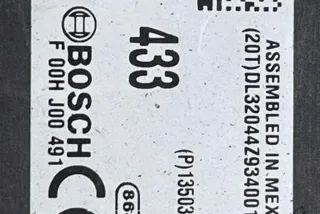 BOSCH
F 00H J00 491
433
(P)13503
ASSEMBLED IN MEX
(20T)DL32044Z93400